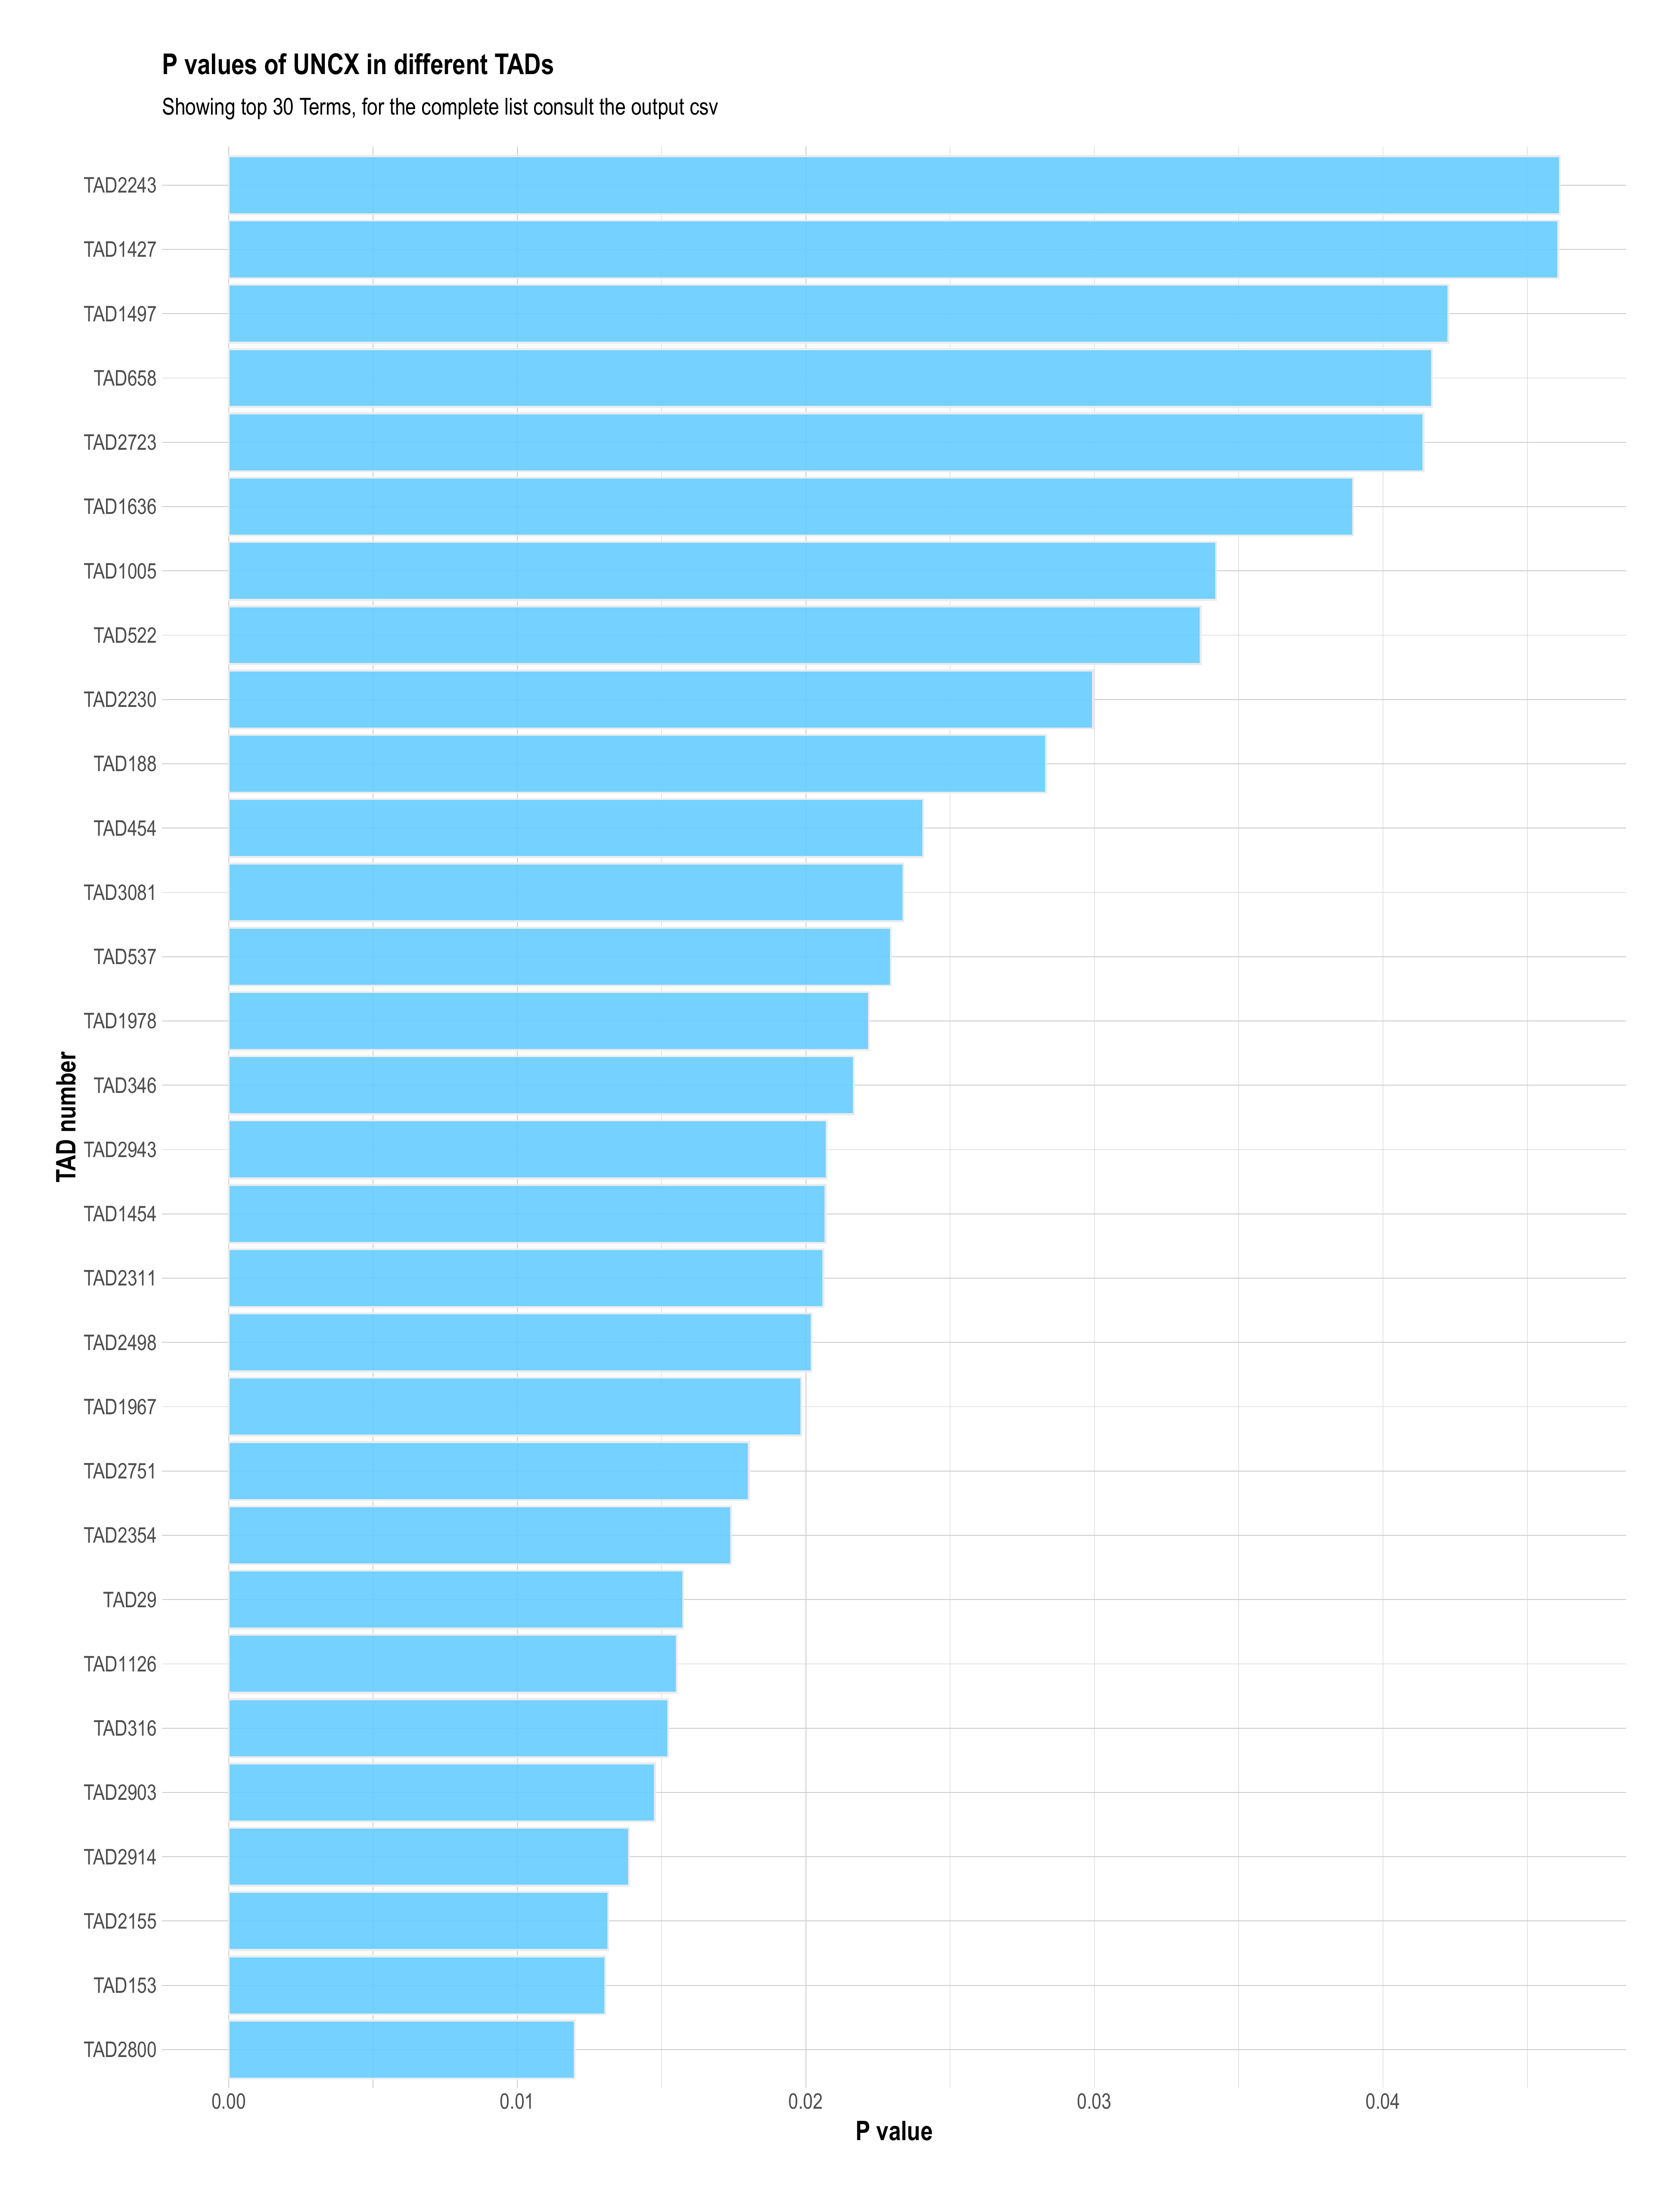 P values of UNCX in different TADs
Showing top 30 Terms, for the complete list consult the output csv
TAD number
TAD2243
TAD1427
TAD1497
TAD658
TAD2723
TAD1636
TAD1005
TAD522
TAD2230
TAD188
TAD454
TAD3081
TAD537
TAD1978
TAD346
TAD2943
TAD1454
TAD2311
TAD2498
TAD1967
TAD2751
TAD2354
TAD29
TAD1126
TAD316
TAD2903
TAD2914
TAD2155
TAD153
TAD2800
0.00 0.01 0.02 0.03 0.04
P value